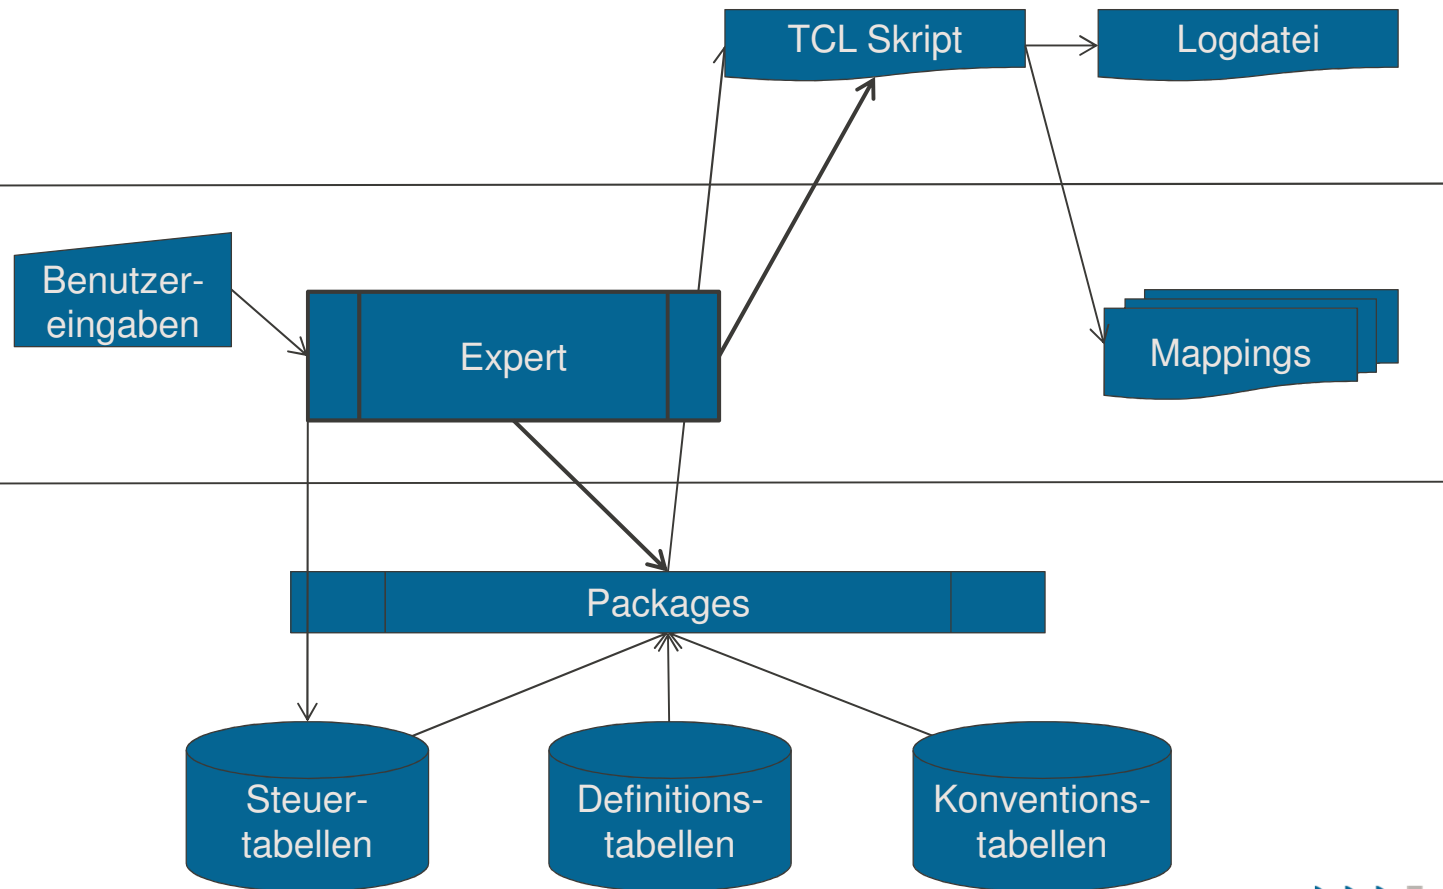 TCL Skript
Logdatei
Benutzer-
eingaben
Expert
Mappings
Packages
Steuer-
tabellen
Definitions-
tabellen
Konventions-
tabellen